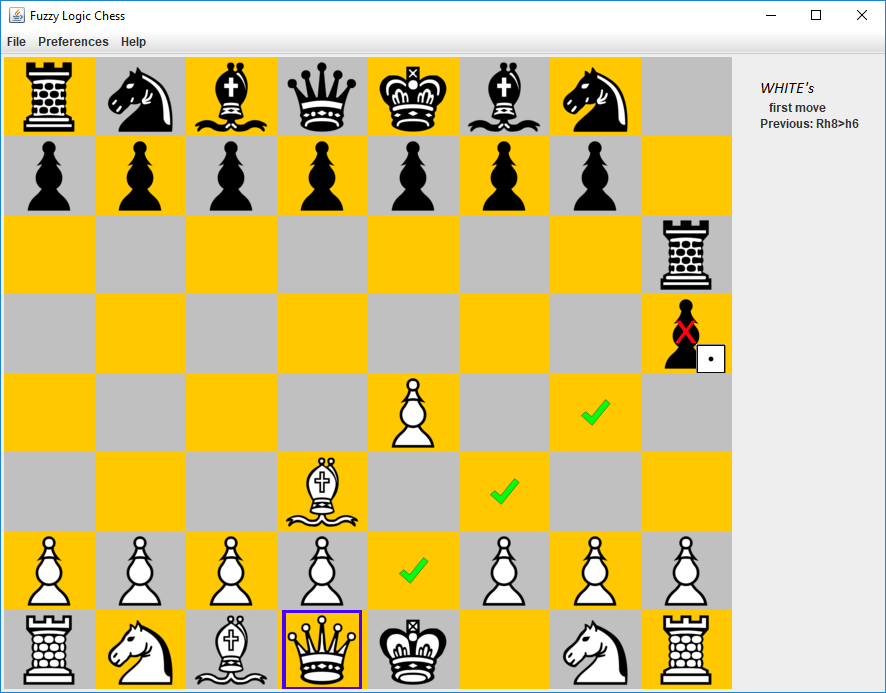 Fuzzy Logic Chess
File Preferences Help
WHITE's
first move
Previous: Rh8>h6
X